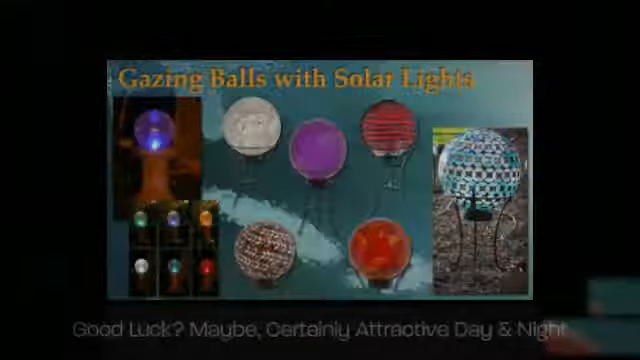 Gazing Balls with Solar Lights
Good Luck? Maybe, Certainly Attractive Day & Night